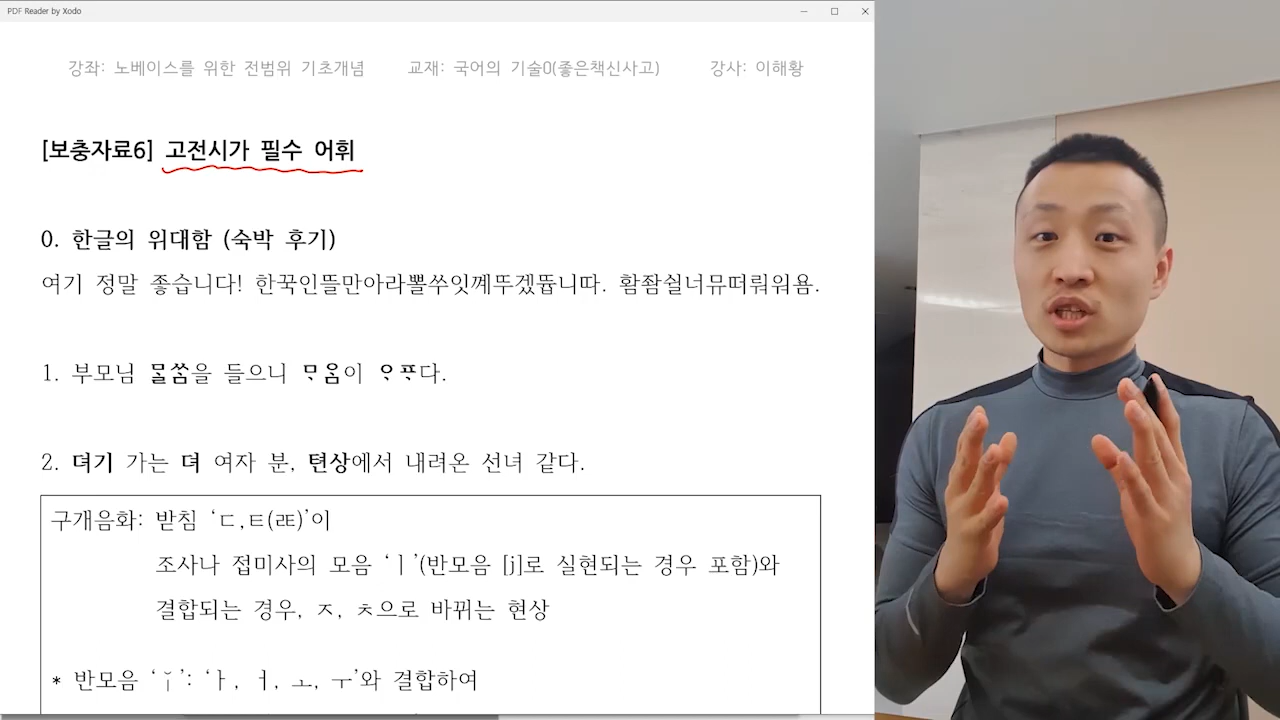 PDF Reader by Xodo
강좌: 노베이스를 위한 전범위 기초개념 교재: 국어의 기술0(좋은책신사고) 강사: 이해황
[보충자료6] 고전시가 필수 어휘
0. 한글의 위대함 (숙박 후기)
여기 정말 좋습니다! 한꾹인뜰만아라뽈쑤잇께뚜겠뜗니따. 홤좜쉴너뮤떠뤄워욤.
1. 부모님 ᄆᆞᆯᄊᆞᆷ을 들으니 ᄆᆞᄋᆞᆷ이 ᄋᆞᄑᆞ다.
2. 뎌기 가는 뎌 여자 분, 텬상에서 내려온 선녀 같다.
구개음화: 받침 ‘ㄷ,ㅌ(ㄾ)’이
조사나 접미사의 모음 ‘ㅣ’(반모음 [j]로 실현되는 경우 포함)와
결합되는 경우, ㅈ, ㅊ으로 바뀌는 현상
* 반모음 ‘ㅣ̆’: ‘ㅏ, ㅓ, ㅗ, ㅜ’와 결합하여